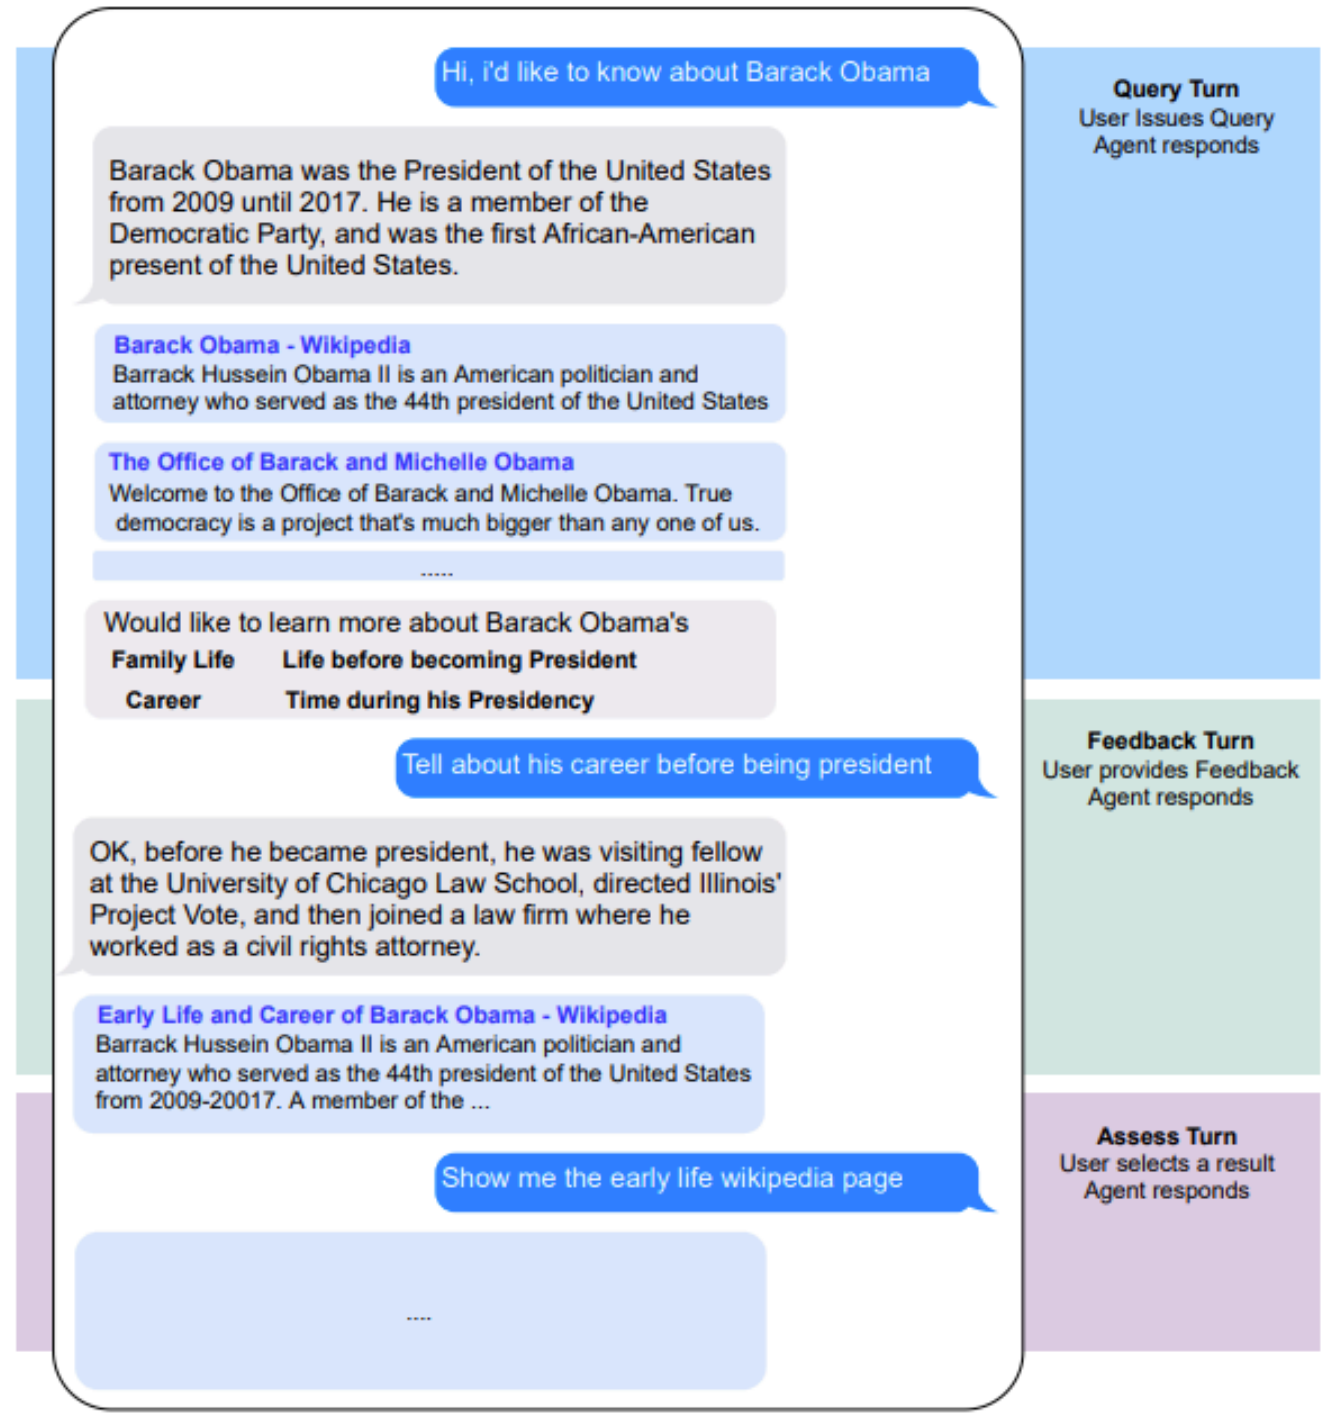 Hi, i'd like to know about Barack Obama
Query Turn
User Issues Query
Agent responds
Barack Obama was the President of the United States
from 2009 until 2017. He is a member of the
Democratic Party, and was the first African-American
present of the United States.
Barack Obama - Wikipedia
Barrack Hussein Obama II is an American politician and
attorney who served as the 44th president of the United States
The Office of Barack and Michelle Obama
Welcome to the Office of Barack and Michelle Obama. True
democracy is a project that's much bigger than any one of us.
.....
Would like to learn more about Barack Obama's
Family Life Life before becoming President
Career Time during his Presidency
Tell about his career before being president
Feedback Turn
User provides Feedback
Agent responds
OK, before he became president, he was visiting fellow
at the University of Chicago Law School, directed Illinois'
Project Vote, and then joined a law firm where he
worked as a civil rights attorney.
Early Life and Career of Barack Obama - Wikipedia
Barrack Hussein Obama II is an American politician and
attorney who served as the 44th president of the United States
from 2009-20017. A member of the ...
Show me the early life wikipedia page
Assess Turn
User selects a result
Agent responds
....